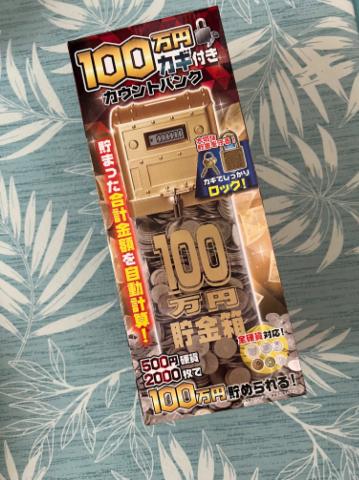 100万円
カギ付き
カウントバンク
貯まった合計金額を自動計算!
カギでしっかり
ロック!
100
万円
貯金箱
全硬貨対応!
500円硬貨
2000枚で
100万円貯められる!